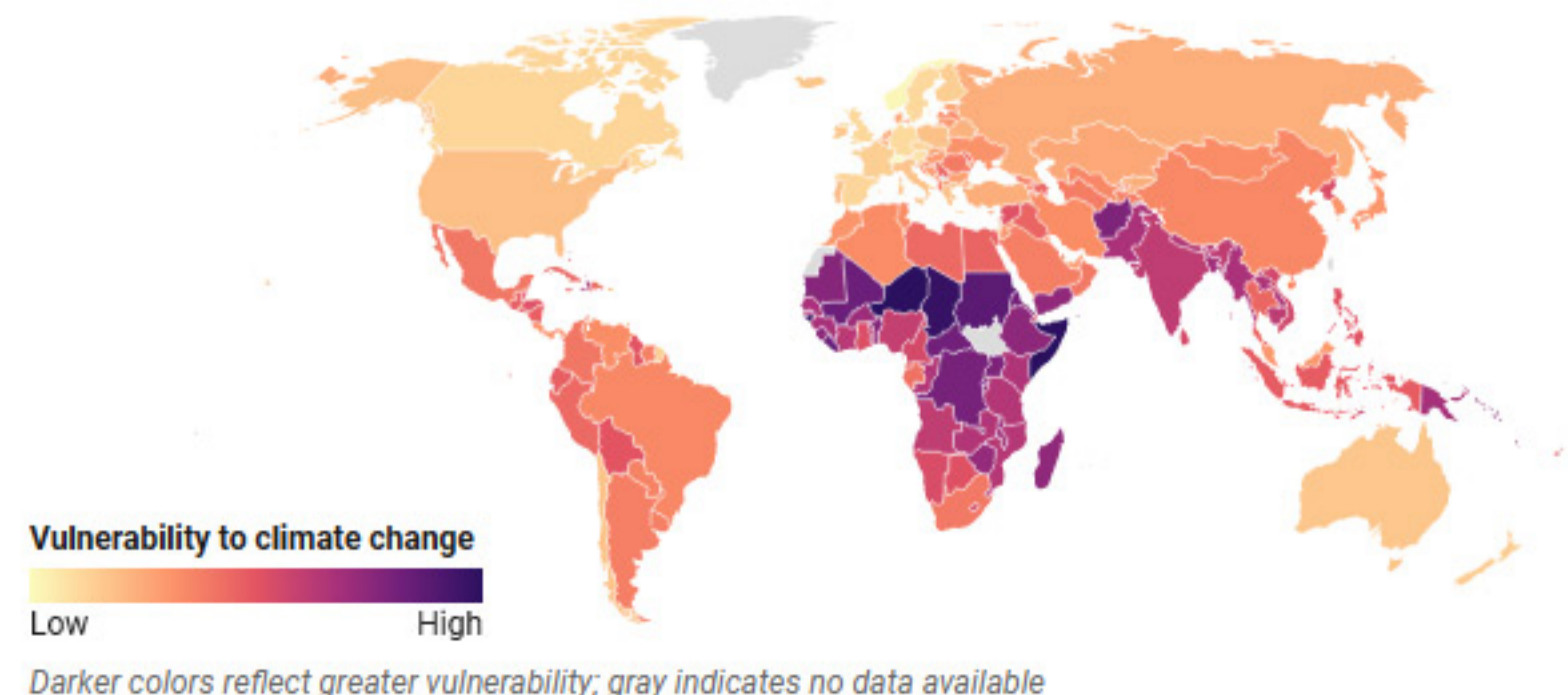 Vulnerability to climate change
Low High
Darker colors reflect greater vulnerability; gray indicates no data available